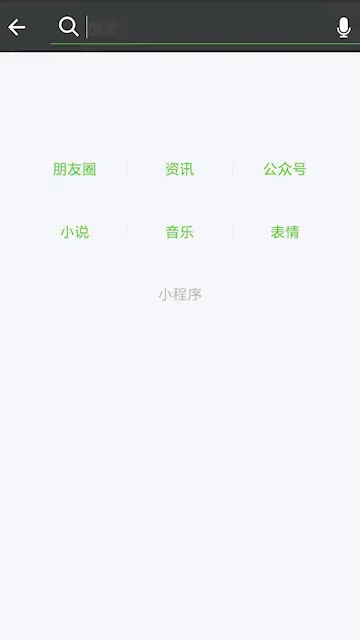 朋友圈 资讯 公众号
小说 音乐 表情
小程序